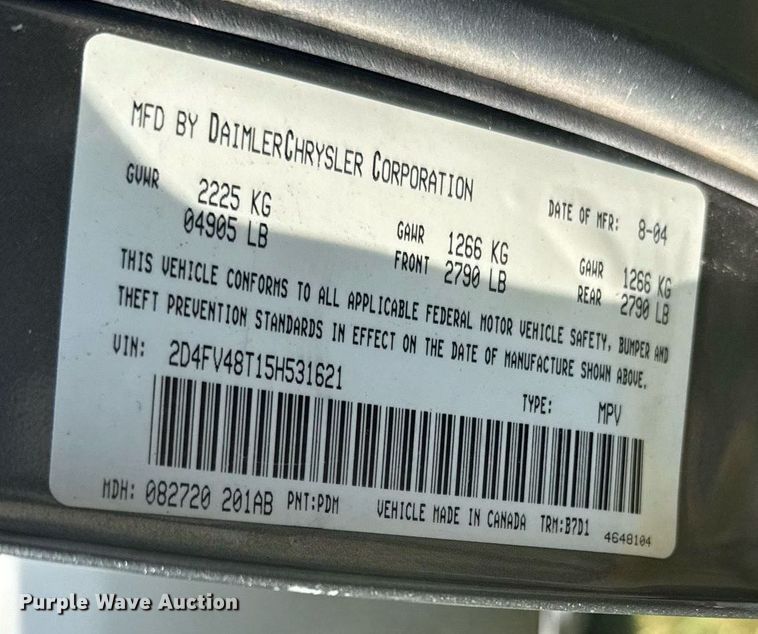 MFD BY DAIMLERCHRYSLER CORPORATION
DATE OF MFR: 8-04
GVWR 2225 KG
04905 LB
GAWR FRONT 1266 KG
2790 LB
GAWR REAR 1266 KG
2790 LB
THIS VEHICLE CONFORMS TO ALL APPLICABLE FEDERAL MOTOR VEHICLE SAFETY, BUMPER AND
THEFT PREVENTION STANDARDS IN EFFECT ON THE DATE OF MANUFACTURE SHOWN ABOVE.
VIN: 2D4FV48T15H531621
TYPE: MPV
MDH: 082720 201AB PNT:PDM VEHICLE MADE IN CANADA TRM:B7D1
4648104
Purple Wave Auction